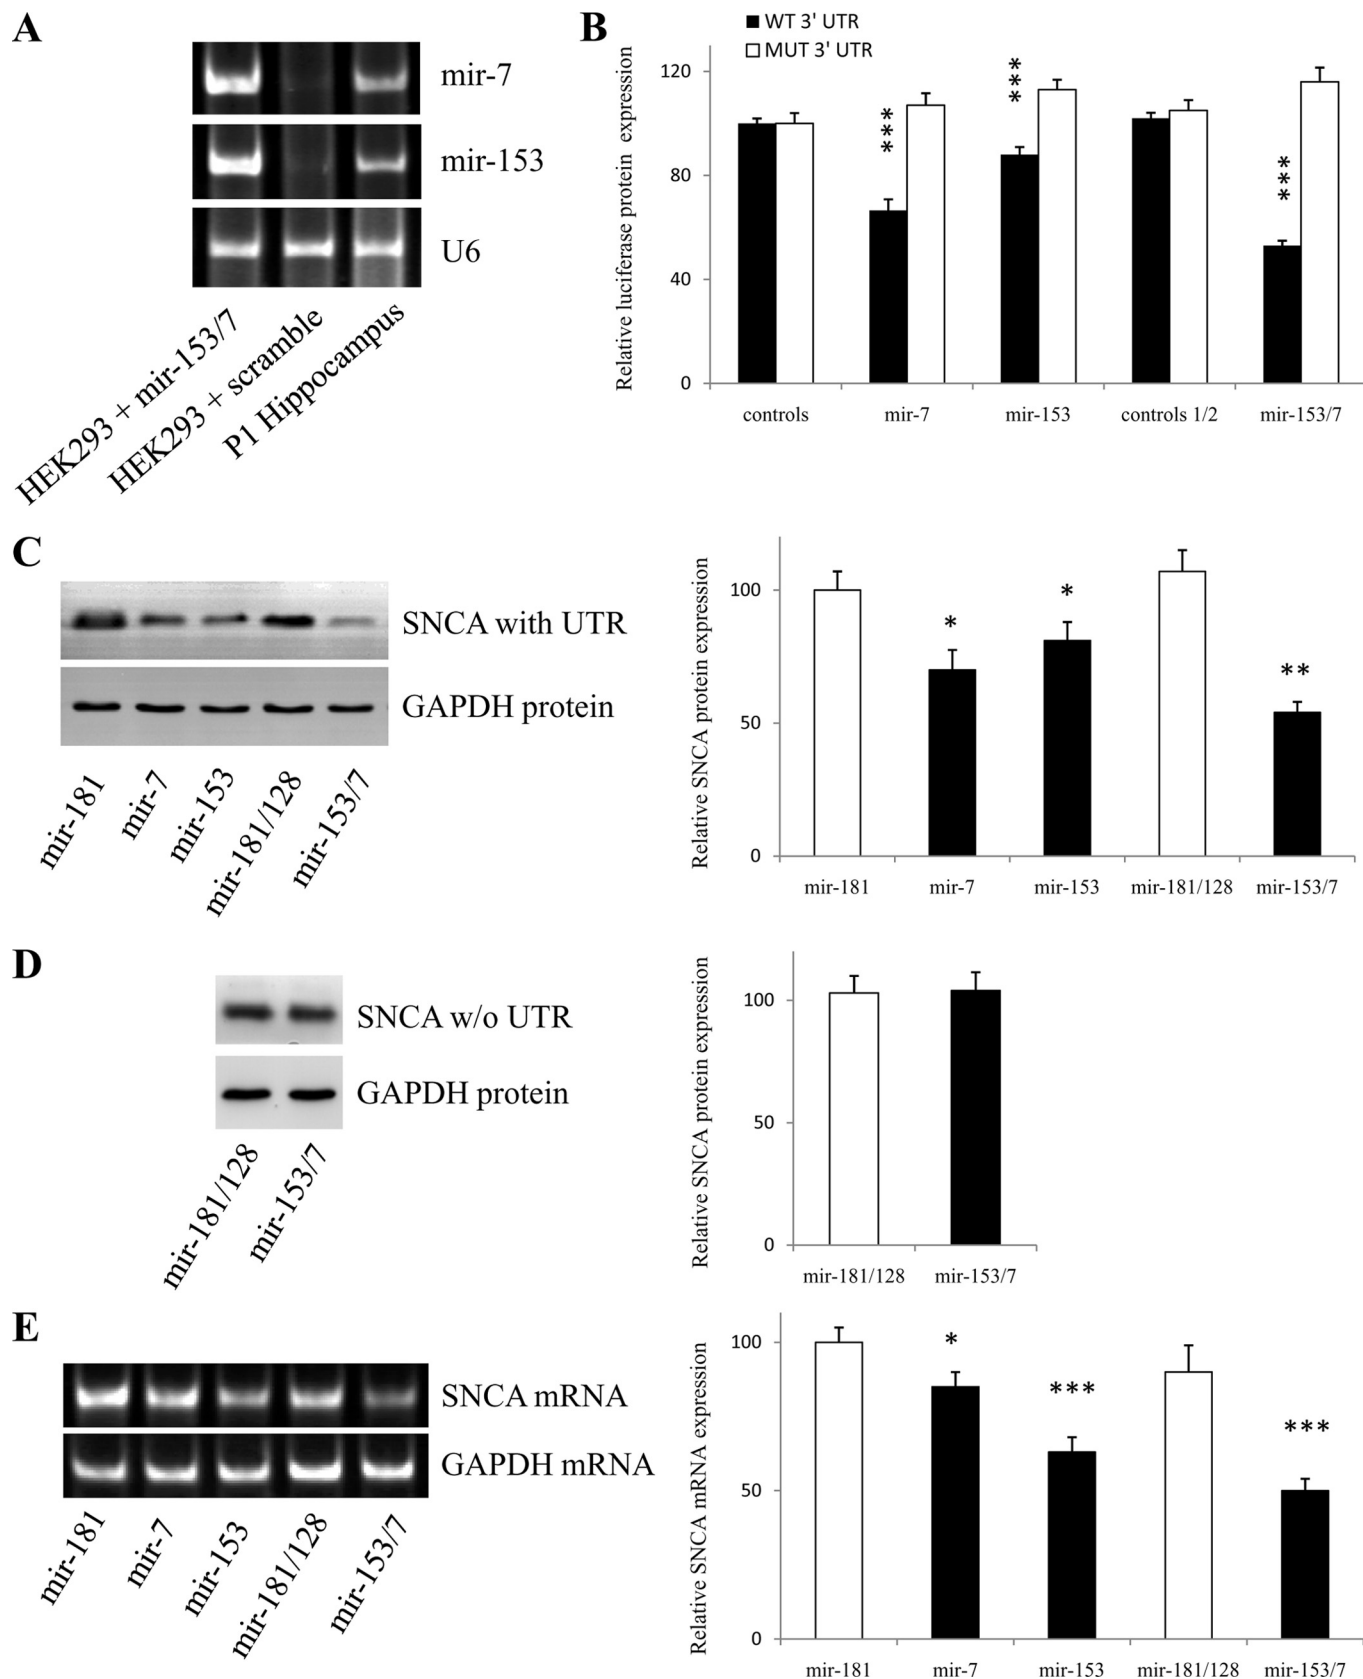 A
mir-7
mir-153
U6
HEK293 + mir-153/7
HEK293 + scramble
P1 Hippocampus
B
WT 3' UTR
MUT 3' UTR
Relative luciferase protein expression
120
80
40
0
***
***
***
controls
mir-7
mir-153
controls 1/2
mir-153/7
C
SNCA with UTR
GAPDH protein
mir-181
mir-7
mir-153
mir-181/128
mir-153/7
Relative SNCA protein expression
100
50
0
*
*
**
mir-181
mir-7
mir-153
mir-181/128
mir-153/7
D
SNCA w/o UTR
GAPDH protein
mir-181/128
mir-153/7
Relative SNCA protein expression
100
50
0
mir-181/128
mir-153/7
E
SNCA mRNA
GAPDH mRNA
mir-181
mir-7
mir-153
mir-181/128
mir-153/7
Relative SNCA mRNA expression
100
50
0
*
***
***
mir-181
mir-7
mir-153
mir-181/128
mir-153/7